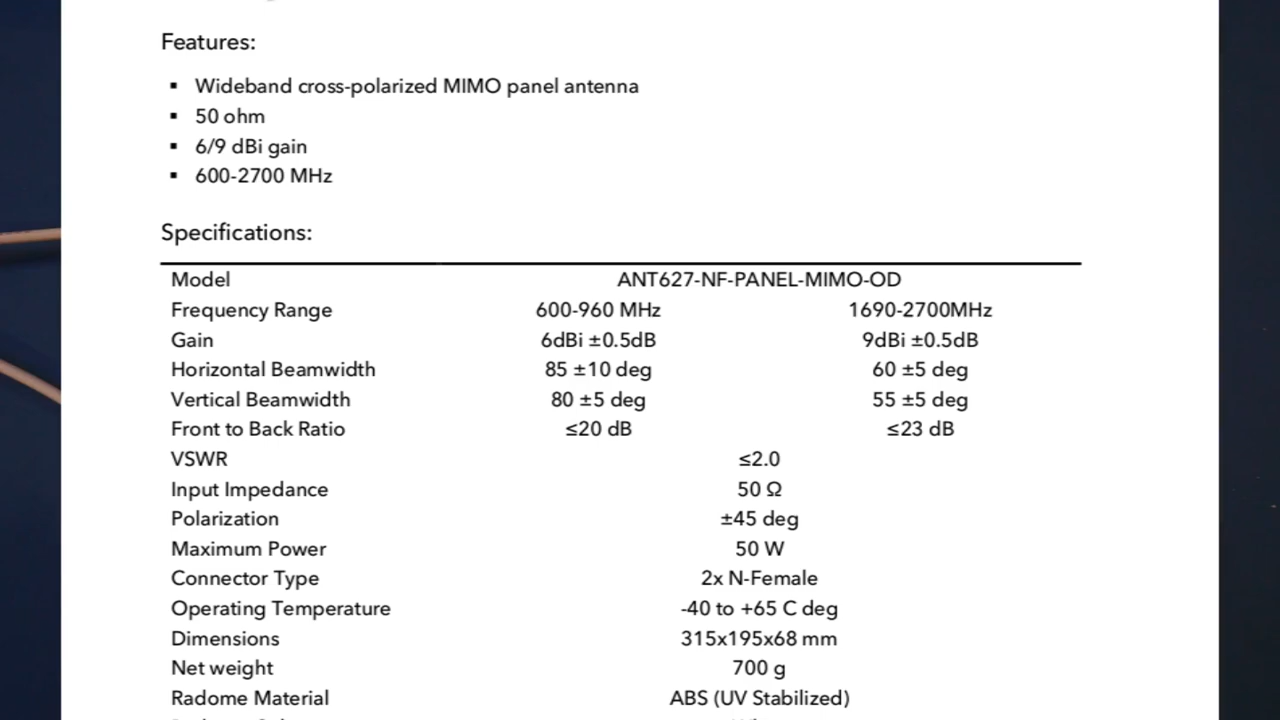 Features:
▪ Wideband cross-polarized MIMO panel antenna
▪ 50 ohm
▪ 6/9 dBi gain
▪ 600-2700 MHz
Specifications:
Model ANT627-NF-PANEL-MIMO-OD
Frequency Range 600-960 MHz 1690-2700MHz
Gain 6dBi ±0.5dB 9dBi ±0.5dB
Horizontal Beamwidth 85 ±10 deg 60 ±5 deg
Vertical Beamwidth 80 ±5 deg 55 ±5 deg
Front to Back Ratio ≤20 dB ≤23 dB
VSWR ≤2.0
Input Impedance 50 Ω
Polarization ±45 deg
Maximum Power 50 W
Connector Type 2x N-Female
Operating Temperature -40 to +65 C deg
Dimensions 315x195x68 mm
Net weight 700 g
Radome Material ABS (UV Stabilized)